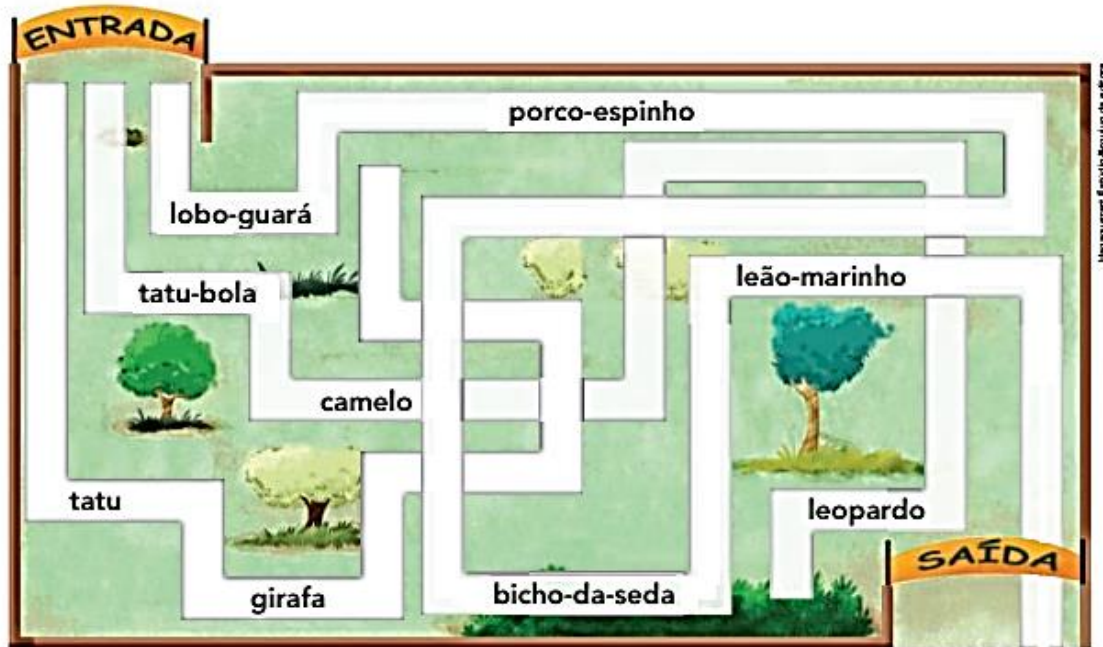 ENTRADA
porco-espinho
lobo-guará
leão-marinho
tatu-bola
camelo
tatu
leopardo
SAÍDA
girafa
bicho-da-seda